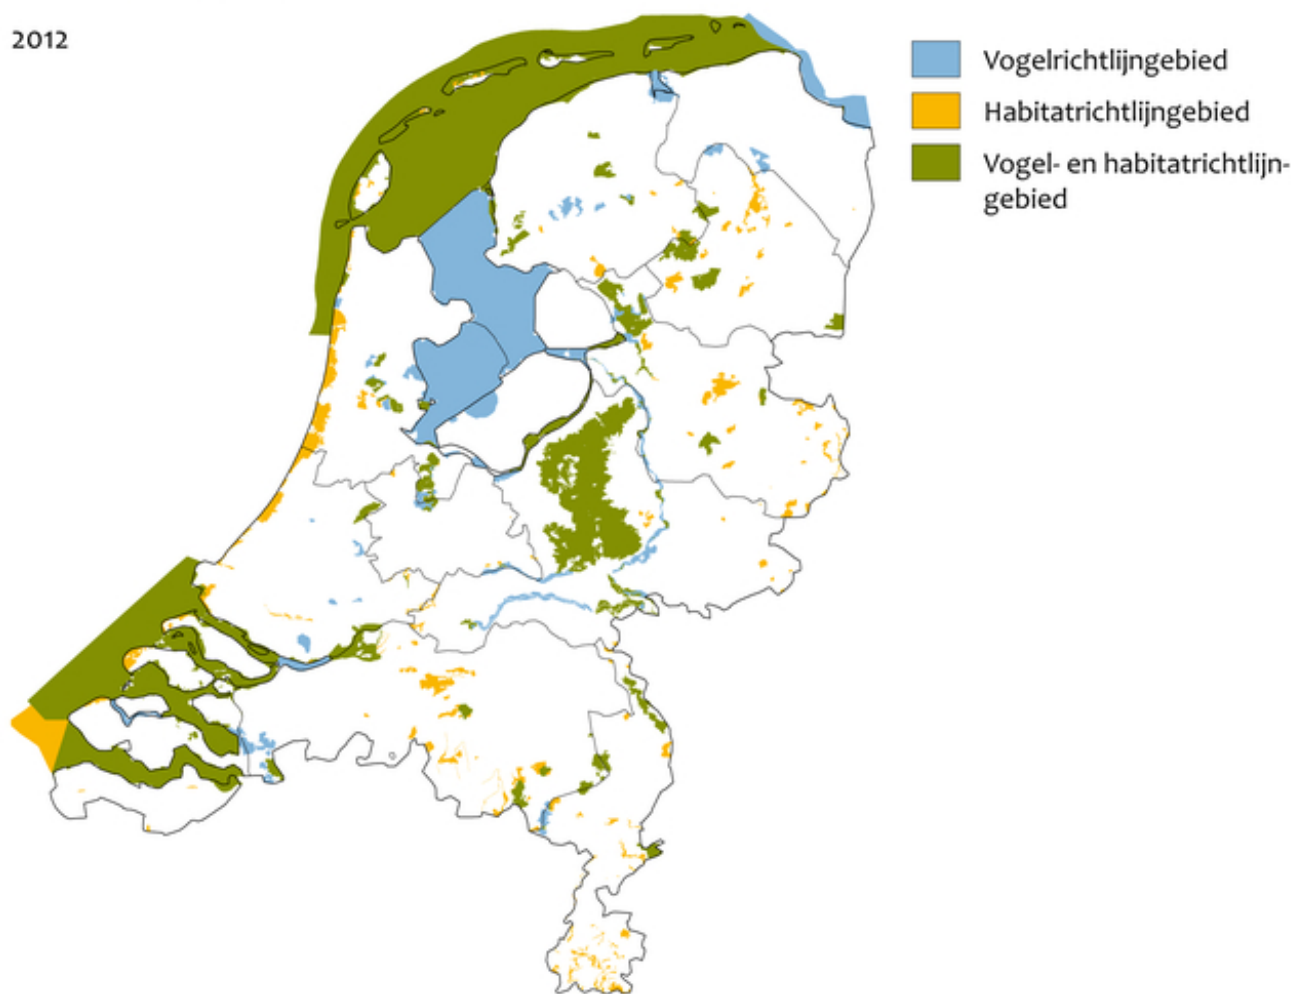 2012
Vogelrichtlijngebied
Habitatrichtlijngebied
Vogel- en habitatrichtlijn-
gebied